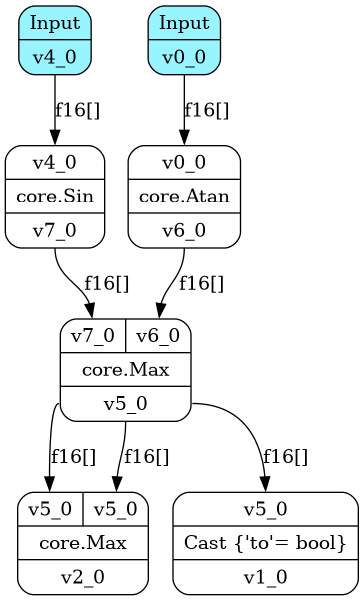 Input Input
v4_0 v0_0
f16[] f16[]
v4_0 v0_0
core.Sin core.Atan
v7_0 v6_0
f16[] f16[]
v7_0 v6_0
core.Max
v5_0
f16[] f16[] f16[]
v5_0 v5_0 v5_0
core.Max Cast {'to'= bool}
v2_0 v1_0